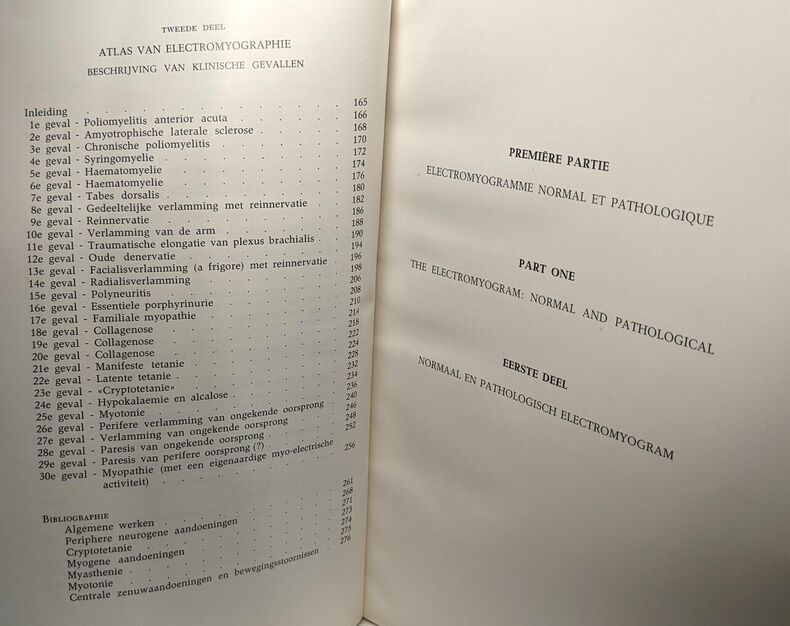 TWEEDE DEEL
ATLAS VAN ELECTROMYOGRAPHIE
BESCHRIJVING VAN KLINISCHE GEVALLEN
Inleiding . . . . . . . . . . 165
1e geval - Poliomyelitis anterior acuta . . . . . 166
2e geval - Amyotrophische laterale sclerose . . . . 168
3e geval - Chronische poliomyelitis . . . . . 170
4e geval - Syringomyelie . . . . . . . 172
5e geval - Haematomyelie . . . . . . . 174
6e geval - Haematomyelie . . . . . . . 176
7e geval - Tabes dorsalis . . . . . . . 180
8e geval - Gedeeltelijke verlamming met reinnervatie . . 182
9e geval - Reinnervatie . . . . . . . 186
10e geval - Verlamming van de arm . . . . . 188
11e geval - Traumatische elongatie van plexus brachialis . . 190
12e geval - Oude denervatie . . . . . . 194
13e geval - Facialisverlamming (a frigore) met reinnervatie . 196
14e geval - Radialisverlamming . . . . . 198
15e geval - Polyneuritis . . . . . . . 206
16e geval - Essentiele porphyrinurie . . . . . 208
17e geval - Familiale myopathie . . . . . 210
18e geval - Collagenose . . . . . . . 214
19e geval - Collagenose . . . . . . . 218
20e geval - Collagenose . . . . . . . 222
21e geval - Manifeste tetanie . . . . . . 224
22e geval - Latente tetanie . . . . . . . 228
23e geval - «Cryptotetanie» . . . . . . 232
24e geval - Hypokalaemie en alcalose . . . . . 234
25e geval - Myotonie . . . . . . . 236
26e geval - Perifere verlamming van ongekende oorsprong . 240
27e geval - Verlamming van ongekende oorsprong . . 246
28e geval - Paresis van ongekende oorsprong . . . 248
29e geval - Paresis van perifere oorsprong (?) . . . 252
30e geval - Myopathie (met een eigenaardige myo-electrische
activiteit) . . . . . . . 256
BIBLIOGRAPHIE
Algemene werken . . . . . . . 261
Periphere neurogene aandoeningen . . . . 268
Cryptotetanie . . . . . . . . 271
Myogene aandoeningen . . . . . . 273
Myasthenie . . . . . . . . 274
Myotonie . . . . . . . . 275
Centrale zenuwaandoeningen en bewegingsstoornissen . 276
PREMIÈRE PARTIE
ELECTROMYOGRAMME NORMAL ET PATHOLOGIQUE
PART ONE
THE ELECTROMYOGRAM: NORMAL AND PATHOLOGICAL
EERSTE DEEL
NORMAAL EN PATHOLOGISCH ELECTROMYOGRAM